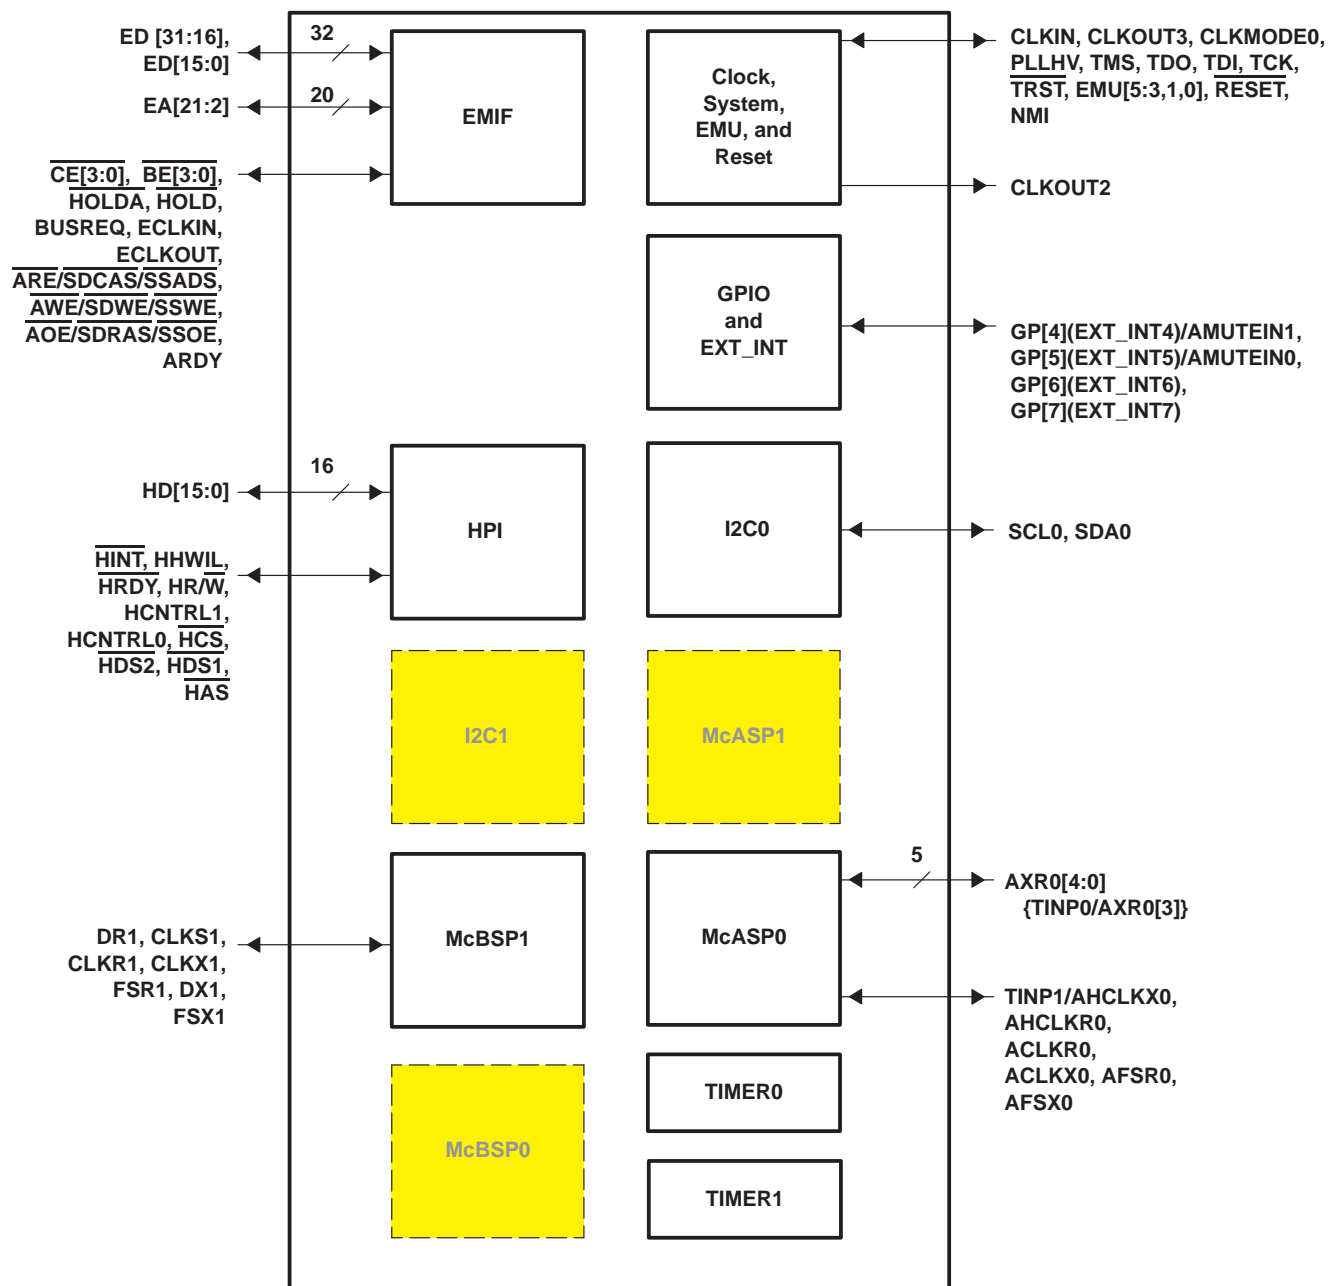 ED [31:16],
ED[15:0]
32
EA[21:2]
20
EMIF
CE[3:0], BE[3:0],
HOLDA, HOLD,
BUSREQ, ECLKIN,
ECLKOUT,
ARE/SDCAS/SSADS,
AWE/SDWE/SSWE,
AOE/SDRAS/SSOE,
ARDY
Clock,
System,
EMU, and
Reset
CLKIN, CLKOUT3, CLKMODE0,
PLLHV, TMS, TDO, TDI, TCK,
TRST, EMU[5:3,1,0], RESET,
NMI
CLKOUT2
GPIO
and
EXT_INT
GP[4](EXT_INT4)/AMUTEIN1,
GP[5](EXT_INT5)/AMUTEIN0,
GP[6](EXT_INT6),
GP[7](EXT_INT7)
HD[15:0]
16
HPI
HINT, HHWIL,
HRDY, HR/W,
HCNTRL1,
HCNTRL0, HCS,
HDS2, HDS1,
HAS
I2C0
SCL0, SDA0
I2C1
McASP1
DR1, CLKS1,
CLKR1, CLKX1,
FSR1, DX1,
FSX1
McBSP1
McASP0
5
AXR0[4:0]
{TINP0/AXR0[3]}
TINP1/AHCLKX0,
AHCLKR0,
ACLKR0,
ACLKX0, AFSR0,
AFSX0
McBSP0
TIMER0
TIMER1